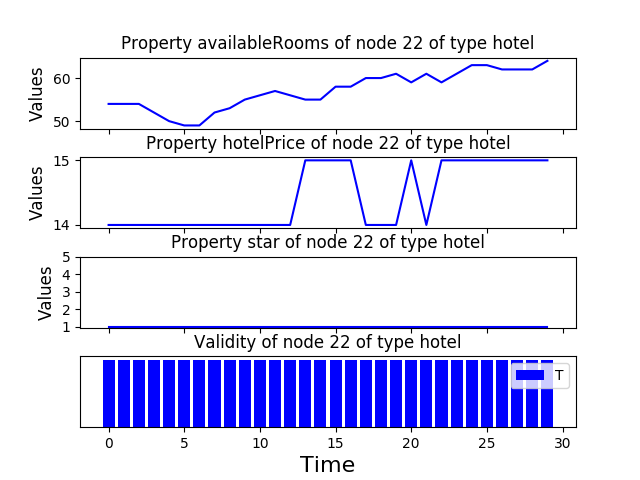 Property availableRooms of node 22 of type hotel
Values
60
50
Property hotelPrice of node 22 of type hotel
Values
15
14
Property star of node 22 of type hotel
Values
5
4
3
2
1
Validity of node 22 of type hotel
T
0 5 10 15 20 25 30
Time